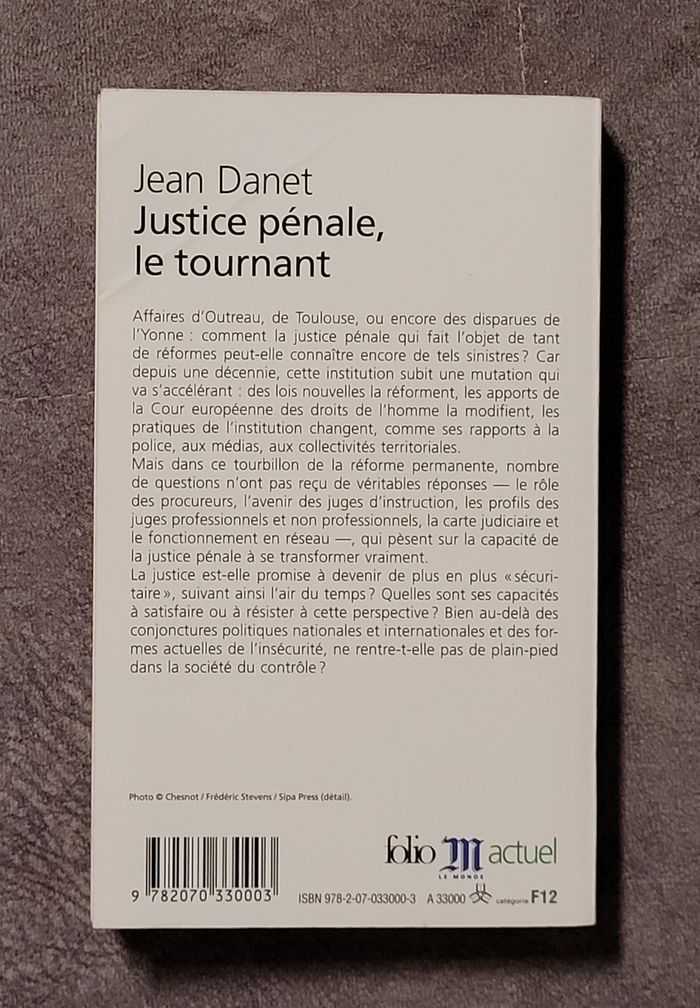 Jean Danet
Justice pénale,
le tournant
Affaires d'Outreau, de Toulouse, ou encore des disparues de
l'Yonne : comment la justice pénale qui fait l'objet de tant
de réformes peut-elle connaître encore de tels sinistres ? Car
depuis une décennie, cette institution subit une mutation qui
va s'accélérant : des lois nouvelles la réforment, les apports de
la Cour européenne des droits de l'homme la modifient, les
pratiques de l'institution changent, comme ses rapports à la
police, aux médias, aux collectivités territoriales.
Mais dans ce tourbillon de la réforme permanente, nombre
de questions n'ont pas reçu de véritables réponses — le rôle
des procureurs, l'avenir des juges d'instruction, les profils des
juges professionnels et non professionnels, la carte judiciaire et
le fonctionnement en réseau —, qui pèsent sur la capacité de
la justice pénale à se transformer vraiment.
La justice est-elle promise à devenir de plus en plus « sécuri-
taire », suivant ainsi l'air du temps ? Quelles sont ses capacités
à satisfaire ou à résister à cette perspective ? Bien au-delà des
conjonctures politiques nationales et internationales et des for-
mes actuelles de l'insécurité, ne rentre-t-elle pas de plain-pied
dans la société du contrôle ?
Photo © Chesnot / Frédéric Stevens / Sipa Press (détail).
folio M actuel
LE MONDE
9 782070 330003
ISBN 978-2-07-033000-3 A 33000 catégorie F12